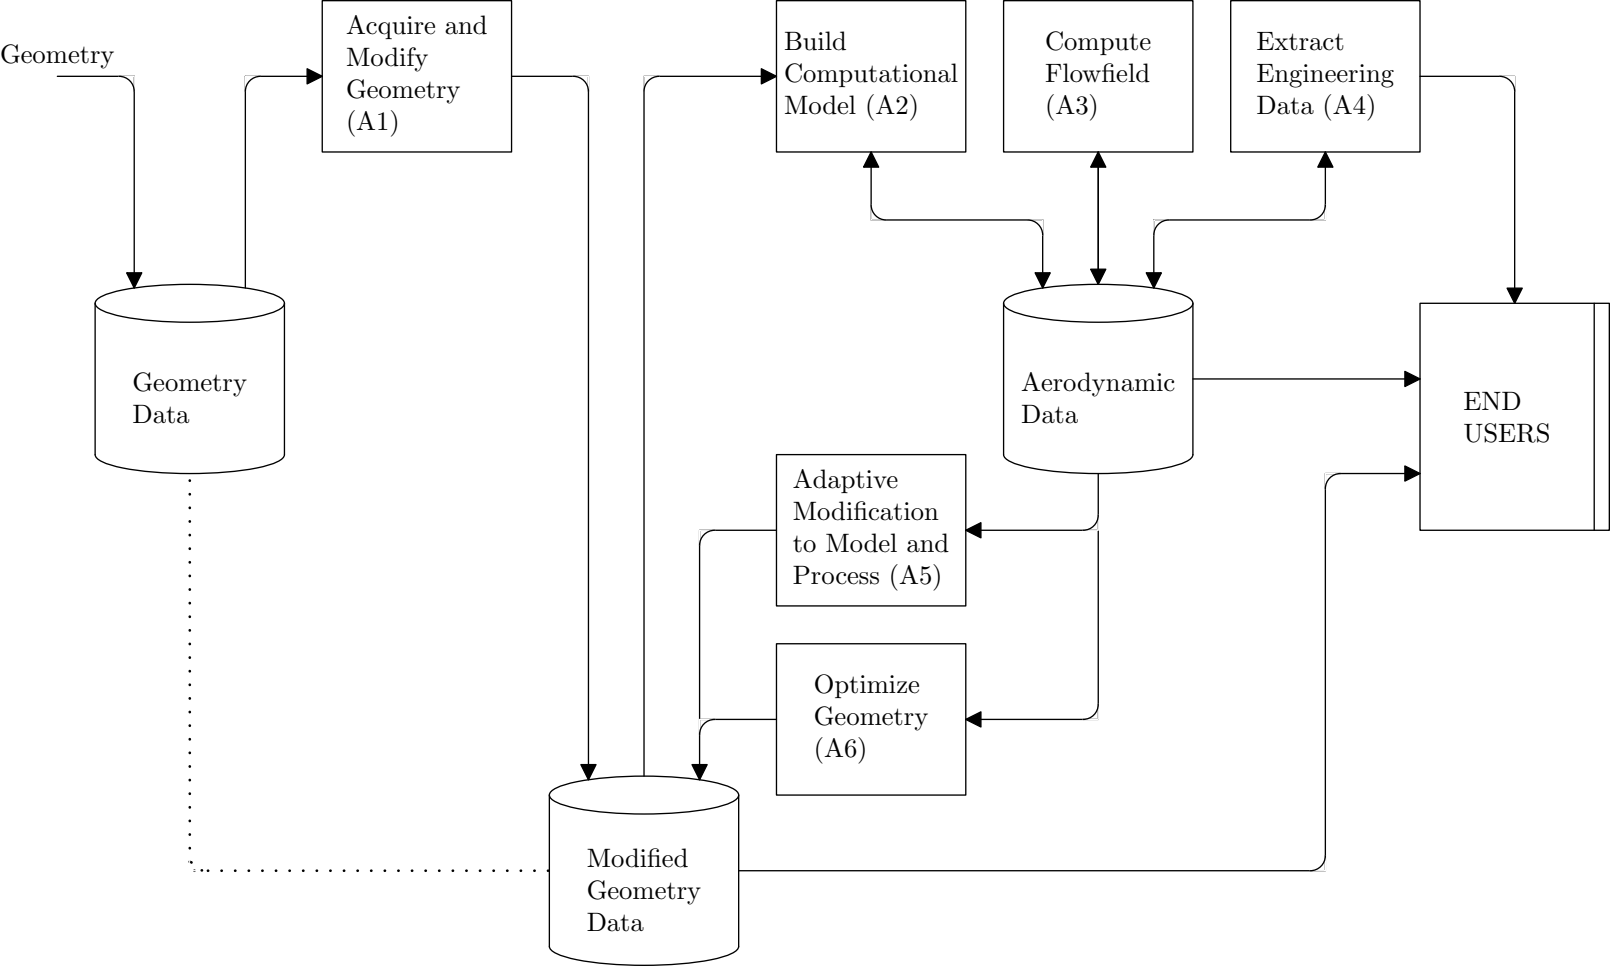 Geometry
Acquire and
Modify
Geometry
(A1)
Build
Computational
Model (A2)
Compute
Flowfield
(A3)
Extract
Engineering
Data (A4)
Geometry
Data
Aerodynamic
Data
END
USERS
Adaptive
Modification
to Model and
Process (A5)
Optimize
Geometry
(A6)
Modified
Geometry
Data